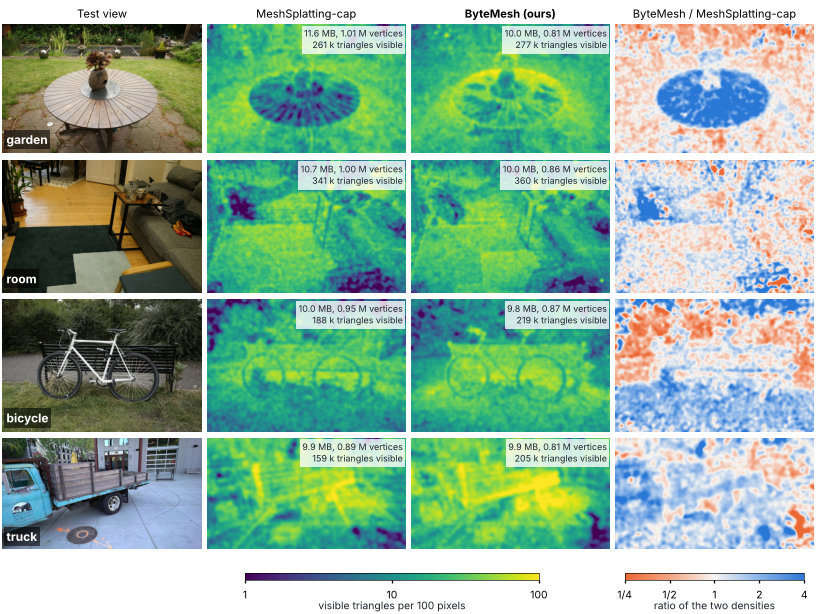 Test view
MeshSplatting-cap
ByteMesh (ours)
ByteMesh / MeshSplatting-cap
garden
11.6 MB, 1.01 M vertices
261 k triangles visible
10.0 MB, 0.81 M vertices
277 k triangles visible
room
10.7 MB, 1.00 M vertices
341 k triangles visible
10.0 MB, 0.86 M vertices
360 k triangles visible
bicycle
10.0 MB, 0.95 M vertices
188 k triangles visible
9.8 MB, 0.87 M vertices
219 k triangles visible
truck
9.9 MB, 0.89 M vertices
159 k triangles visible
9.9 MB, 0.81 M vertices
205 k triangles visible
1 10 100
visible triangles per 100 pixels
1/4 1/2 1 2 4
ratio of the two densities